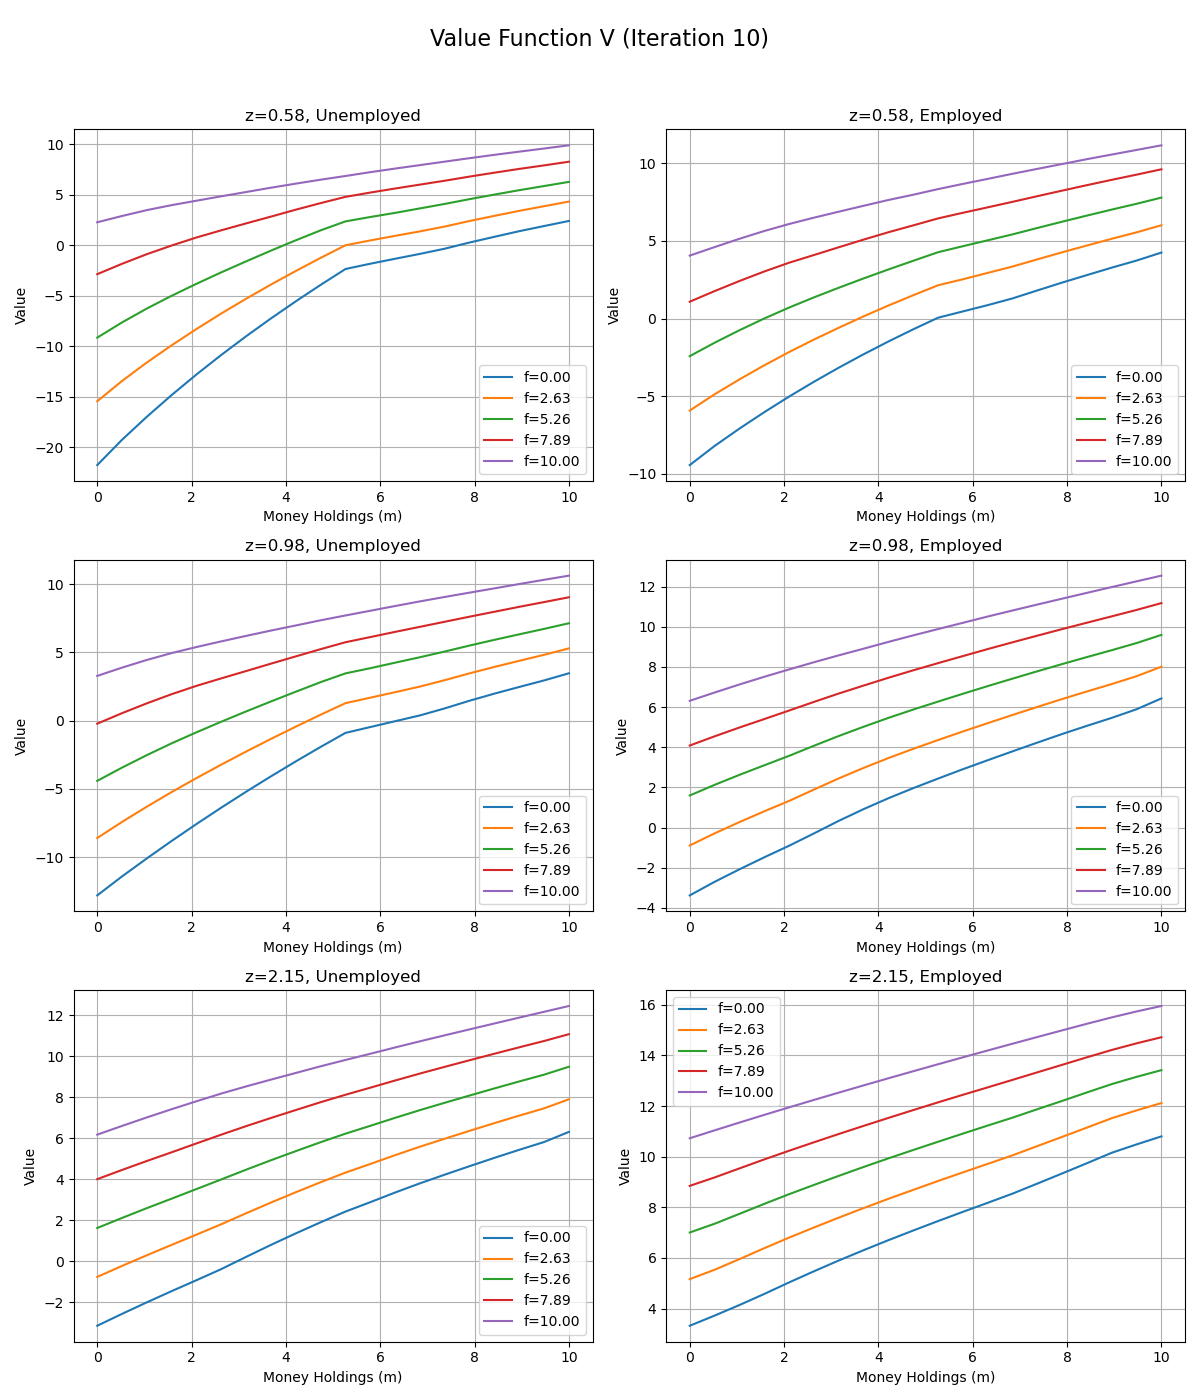 Value Function V (Iteration 10)
z=0.58, Unemployed
10
5
0
−5
−10
−15
−20
Value
0 2 4 6 8 10
Money Holdings (m)
f=0.00
f=2.63
f=5.26
f=7.89
f=10.00
z=0.58, Employed
10
5
0
−5
−10
Value
0 2 4 6 8 10
Money Holdings (m)
f=0.00
f=2.63
f=5.26
f=7.89
f=10.00
z=0.98, Unemployed
10
5
0
−5
−10
Value
0 2 4 6 8 10
Money Holdings (m)
f=0.00
f=2.63
f=5.26
f=7.89
f=10.00
z=0.98, Employed
12
10
8
6
4
2
0
−2
−4
Value
0 2 4 6 8 10
Money Holdings (m)
f=0.00
f=2.63
f=5.26
f=7.89
f=10.00
z=2.15, Unemployed
12
10
8
6
4
2
0
−2
Value
0 2 4 6 8 10
Money Holdings (m)
f=0.00
f=2.63
f=5.26
f=7.89
f=10.00
z=2.15, Employed
16
14
12
10
8
6
4
Value
0 2 4 6 8 10
Money Holdings (m)
f=0.00
f=2.63
f=5.26
f=7.89
f=10.00